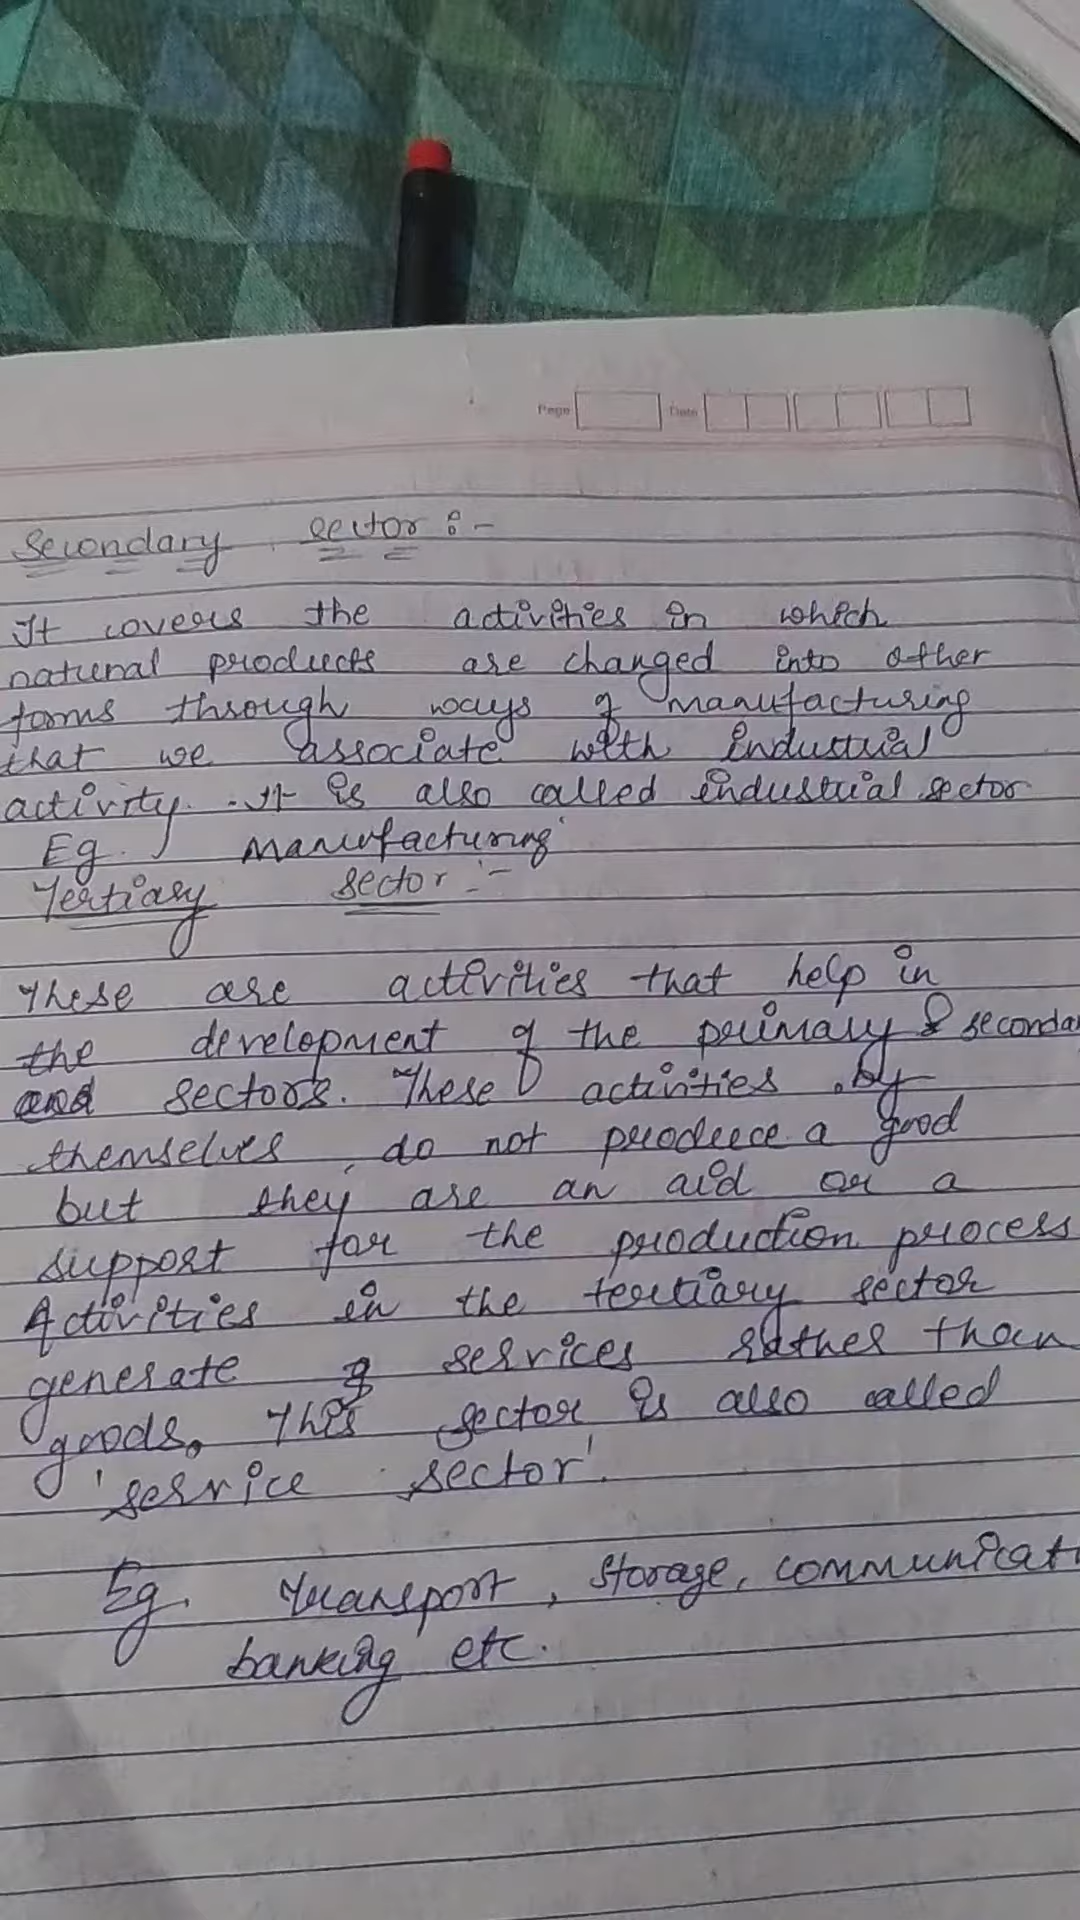 Page Date
Secondary sector :-
It covers the activities in which
natural products are changed into other
forms through ways of manufacturing
that we associate with industrial
activity. It is also called industrial sector
Eg. manufacturing
Tertiary sector :-
These are activities that help in
the development of the primary & seconda
sectors. These activities by
themselves do not produce a good
but they are an aid or a
support for the production process
Activities in the tertiary sector
generate services rather than
goods. This sector is also called
'service sector'.
Eg. Transport, storage, communicati
banking etc.